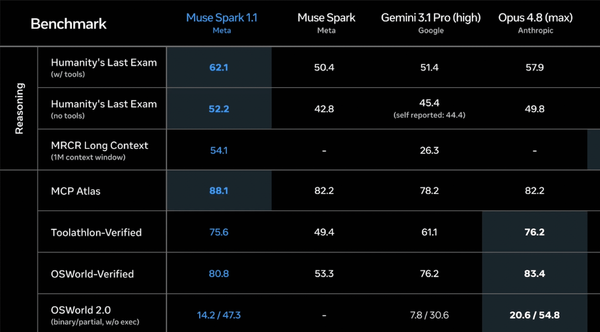 Benchmark Muse Spark 1.1 Muse Spark Gemini 3.1 Pro (high) Opus 4.8 (max)
Meta Meta Google Anthropic
Reasoning
Humanity's Last Exam 62.1 50.4 51.4 57.9
(w/ tools)
Humanity's Last Exam 52.2 42.8 45.4 49.8
(no tools) (self reported: 44.4)
MRCR Long Context 54.1 - 26.3 -
(1M context window)
MCP Atlas 88.1 82.2 78.2 82.2
Toolathlon-Verified 75.6 49.4 61.1 76.2
OSWorld-Verified 80.8 53.3 76.2 83.4
OSWorld 2.0 14.2 / 47.3 - 7.8 / 30.6 20.6 / 54.8
(binary/partial, w/o exec)